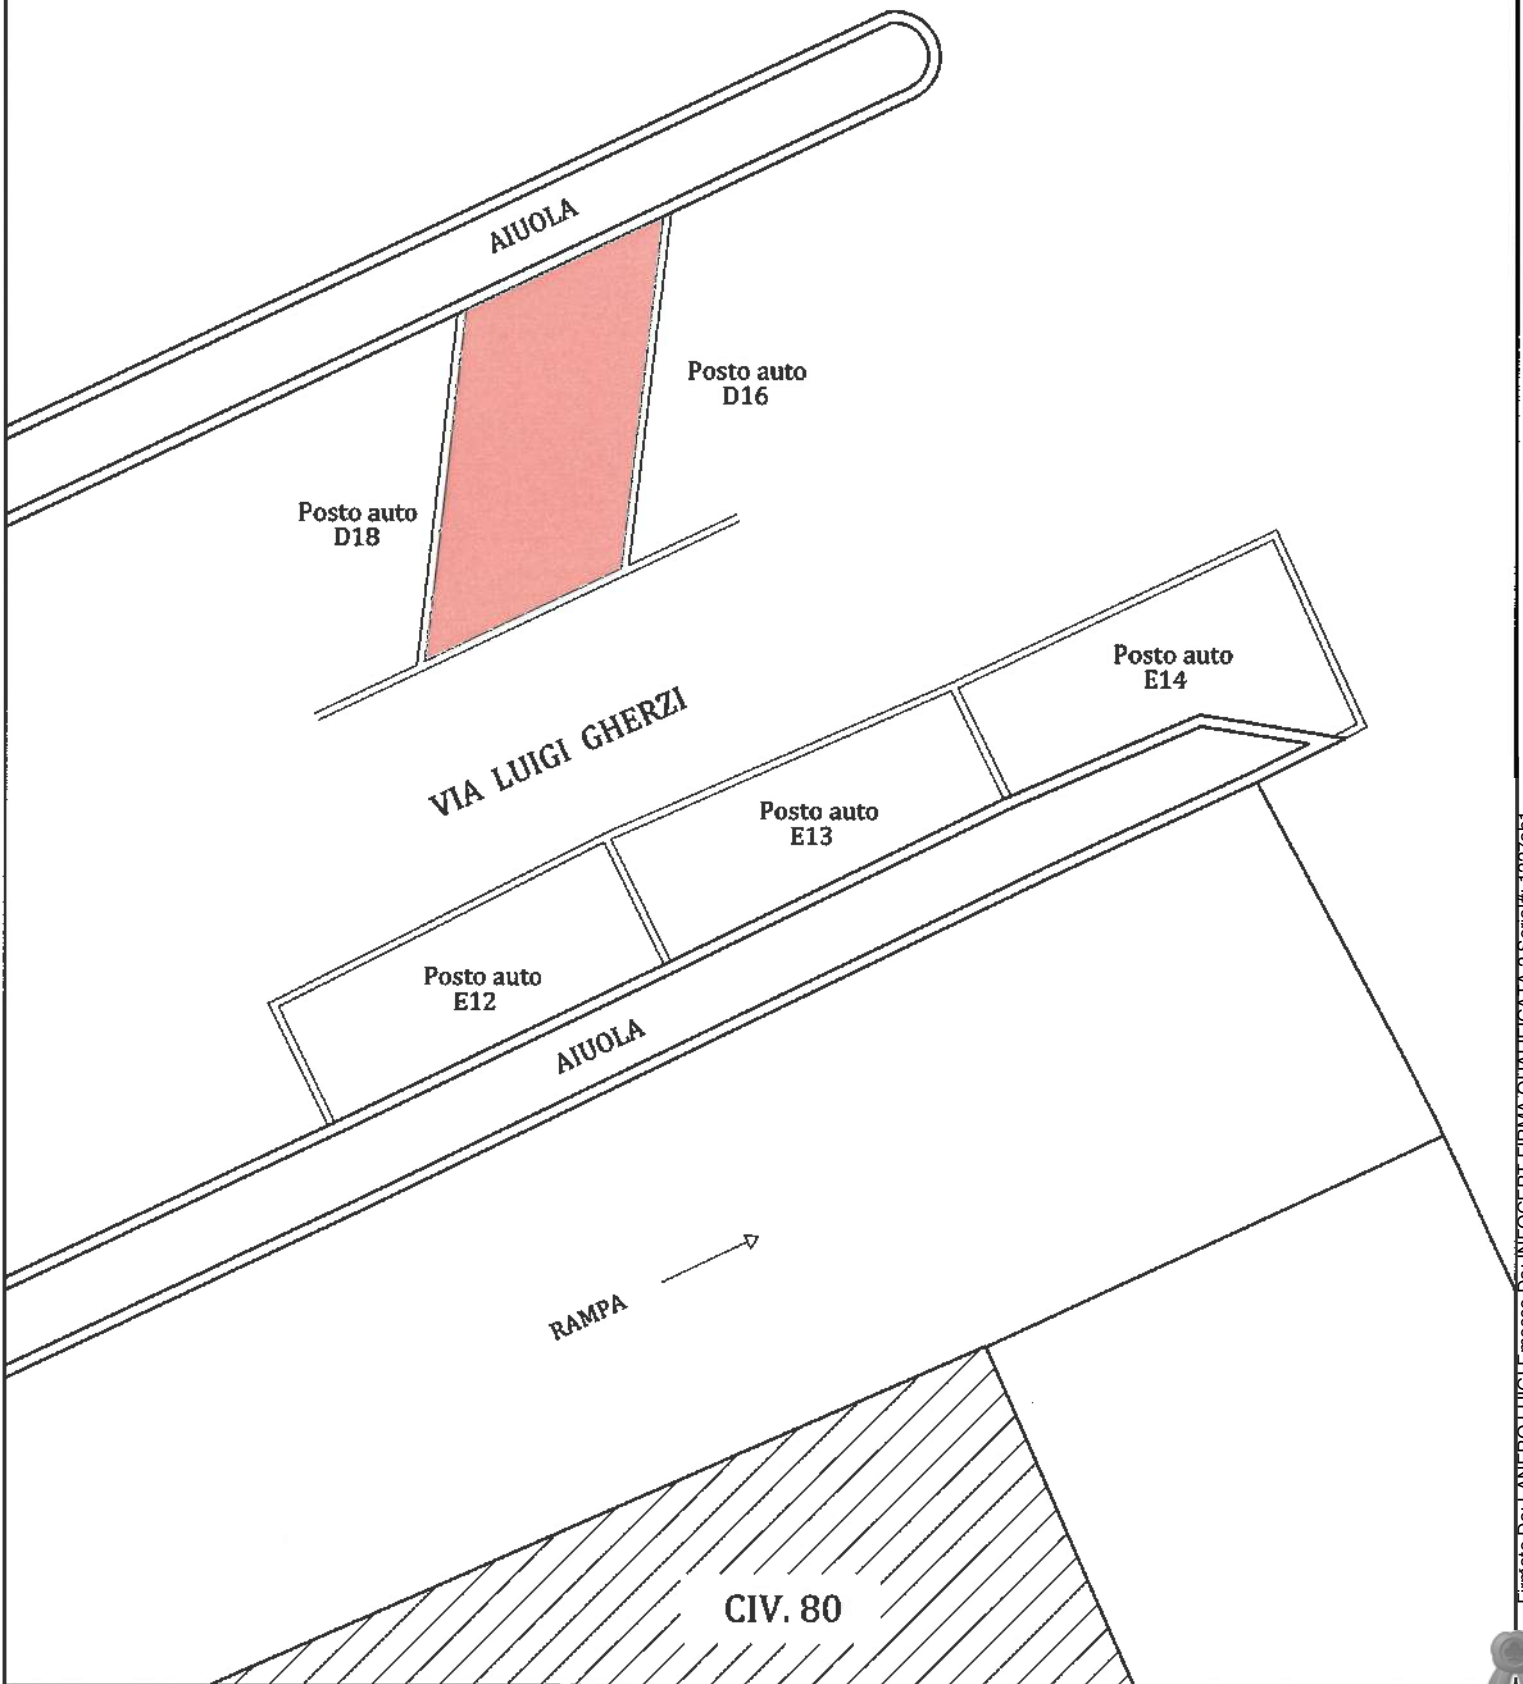 AIUOLA
Posto auto
D16
Posto auto
D18
VIA LUIGI GHERZI
Posto auto
E14
Posto auto
E13
Posto auto
E12
AIUOLA
RAMPA
CIV. 80